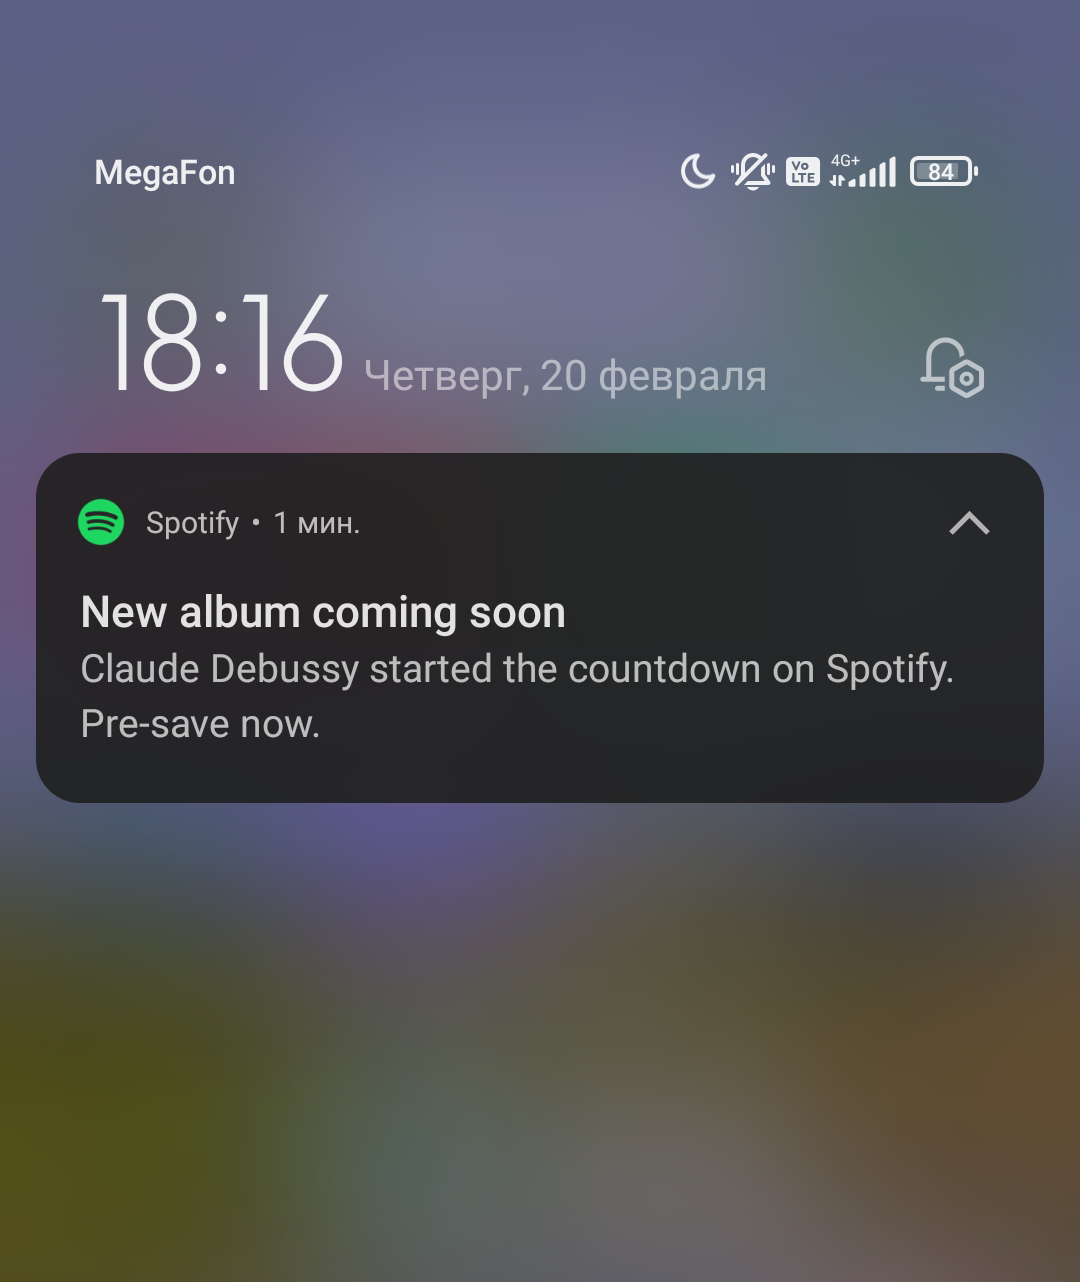 MegaFon
Vo LTE 4G+ 84
18:16 Четверг, 20 февраля
Spotify • 1 мин.
New album coming soon
Claude Debussy started the countdown on Spotify.
Pre-save now.